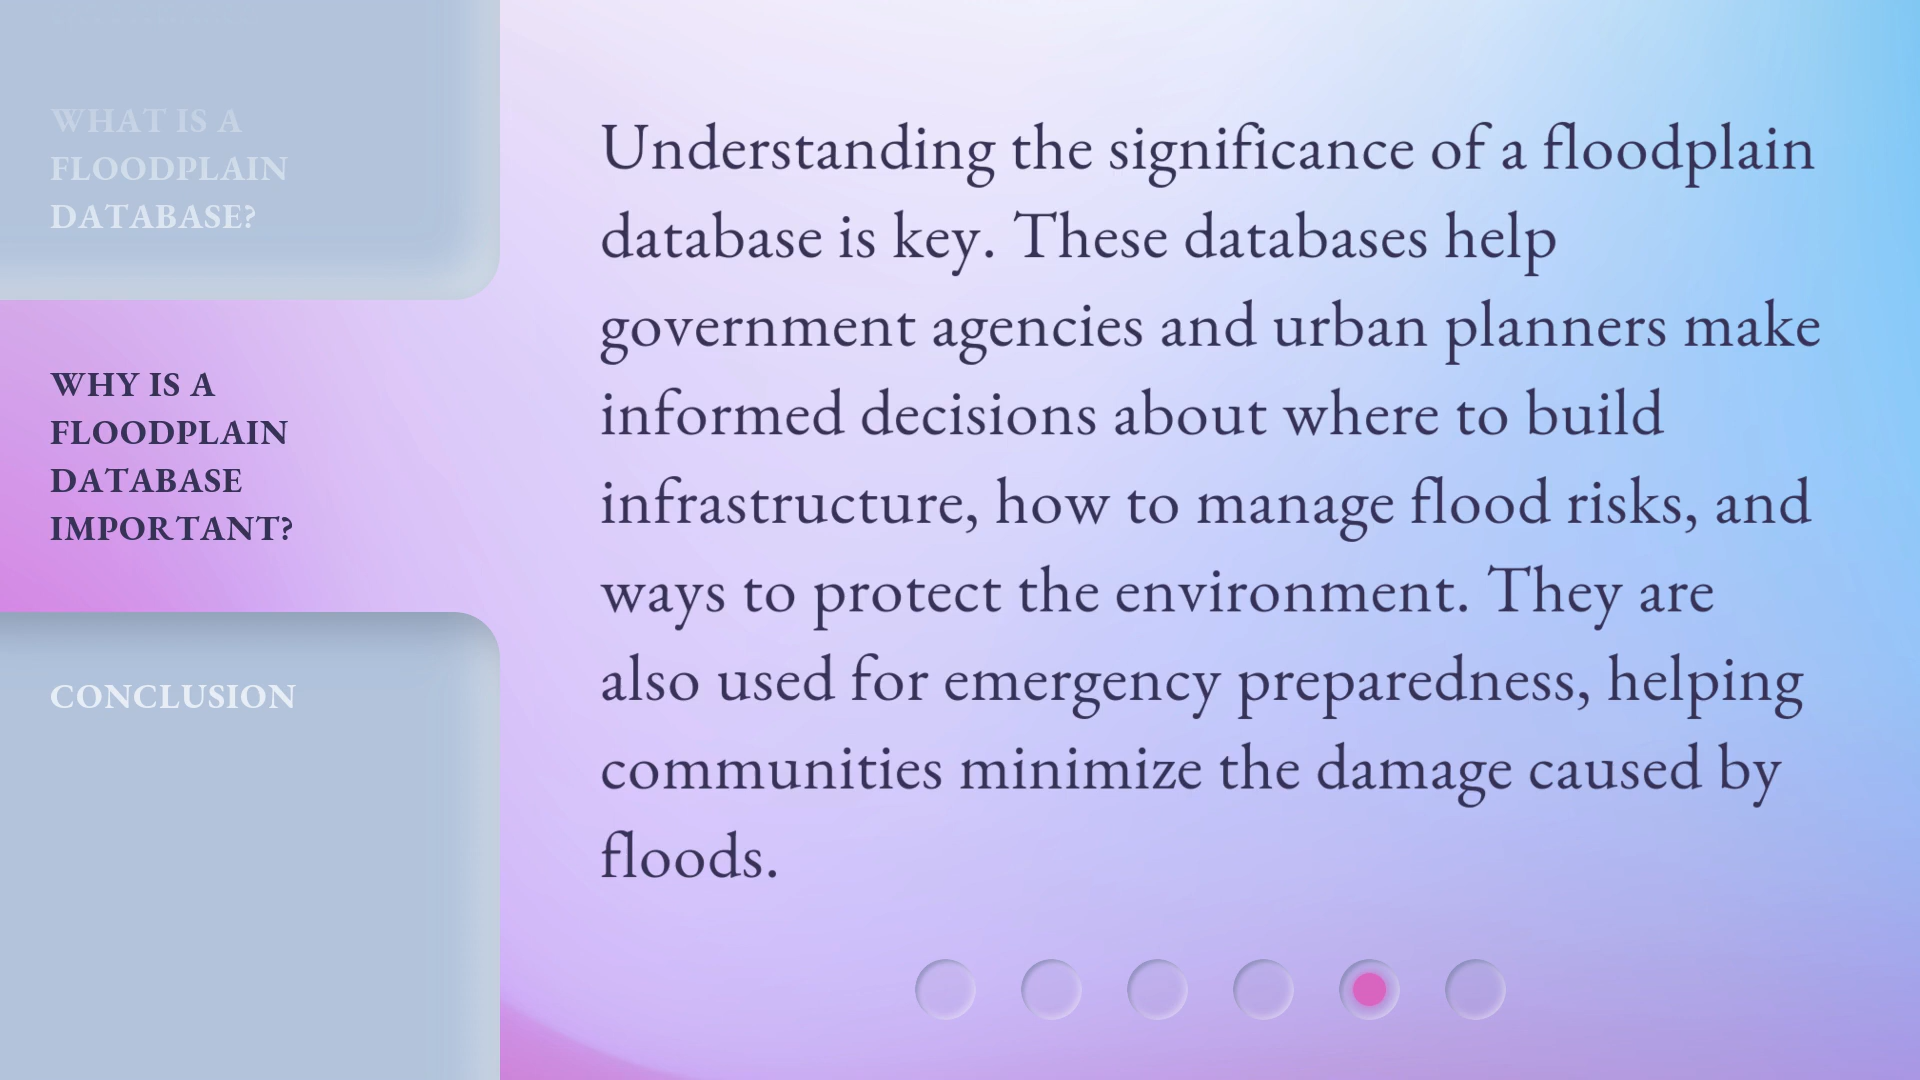 WHAT IS A
FLOODPLAIN
DATABASE?
WHY IS A
FLOODPLAIN
DATABASE
IMPORTANT?
CONCLUSION
Understanding the significance of a floodplain
database is key. These databases help
government agencies and urban planners make
informed decisions about where to build
infrastructure, how to manage flood risks, and
ways to protect the environment. They are
also used for emergency preparedness, helping
communities minimize the damage caused by
floods.